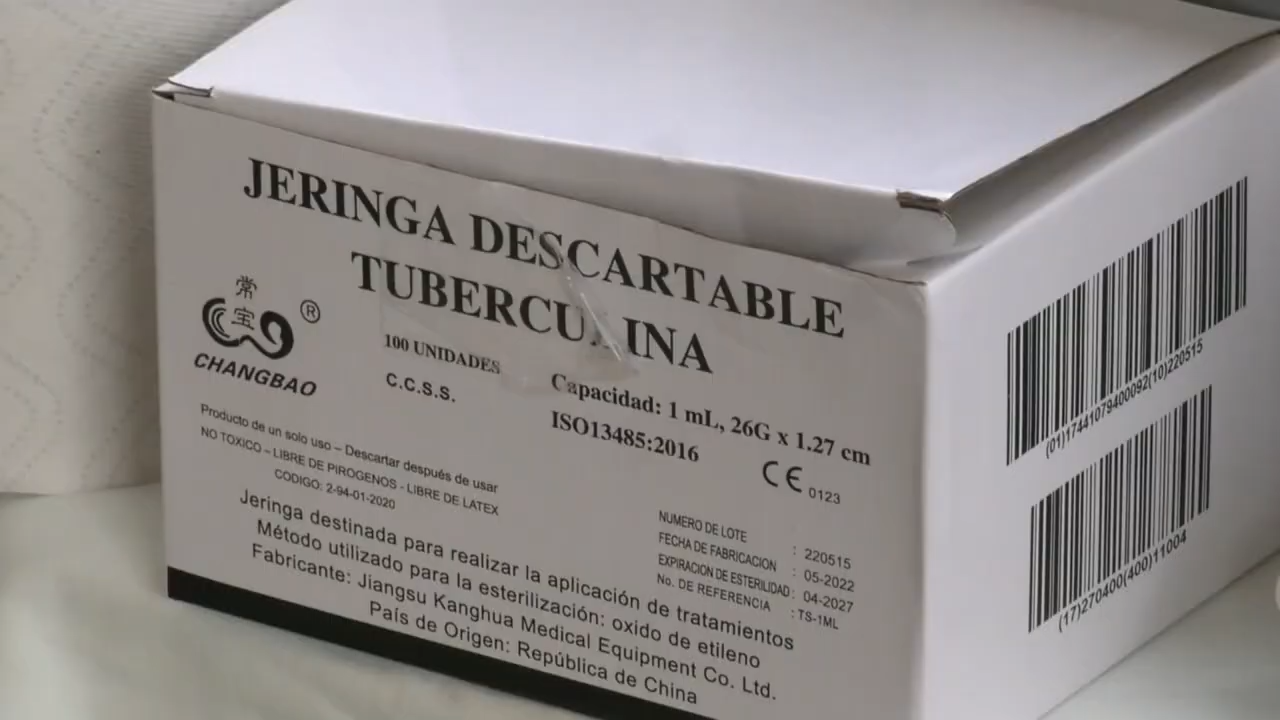 JERINGA DESCARTABLE
TUBERCU INA
常
宝
®
CHANGBAO
100 UNIDADES
C.C.S.S.
Capacidad: 1 mL, 26G x 1.27 cm
ISO13485:2016
CE 0123
Producto de un solo uso – Descartar después de usar
NO TOXICO – LIBRE DE PIROGENOS - LIBRE DE LATEX
CODIGO: 2-94-01-2020
NUMERO DE LOTE : 220515
FECHA DE FABRICACION : 05-2022
EXPIRACION DE ESTERILIDAD : 04-2027
No. DE REFERENCIA : TS-1ML
Jeringa destinada para realizar la aplicación de tratamientos
Método utilizado para la esterilización: oxido de etileno
Fabricante: Jiangsu Kanghua Medical Equipment Co. Ltd.
País de Origen: República de China
(01)17441079400092(10)220515
(17)270400(400)11004